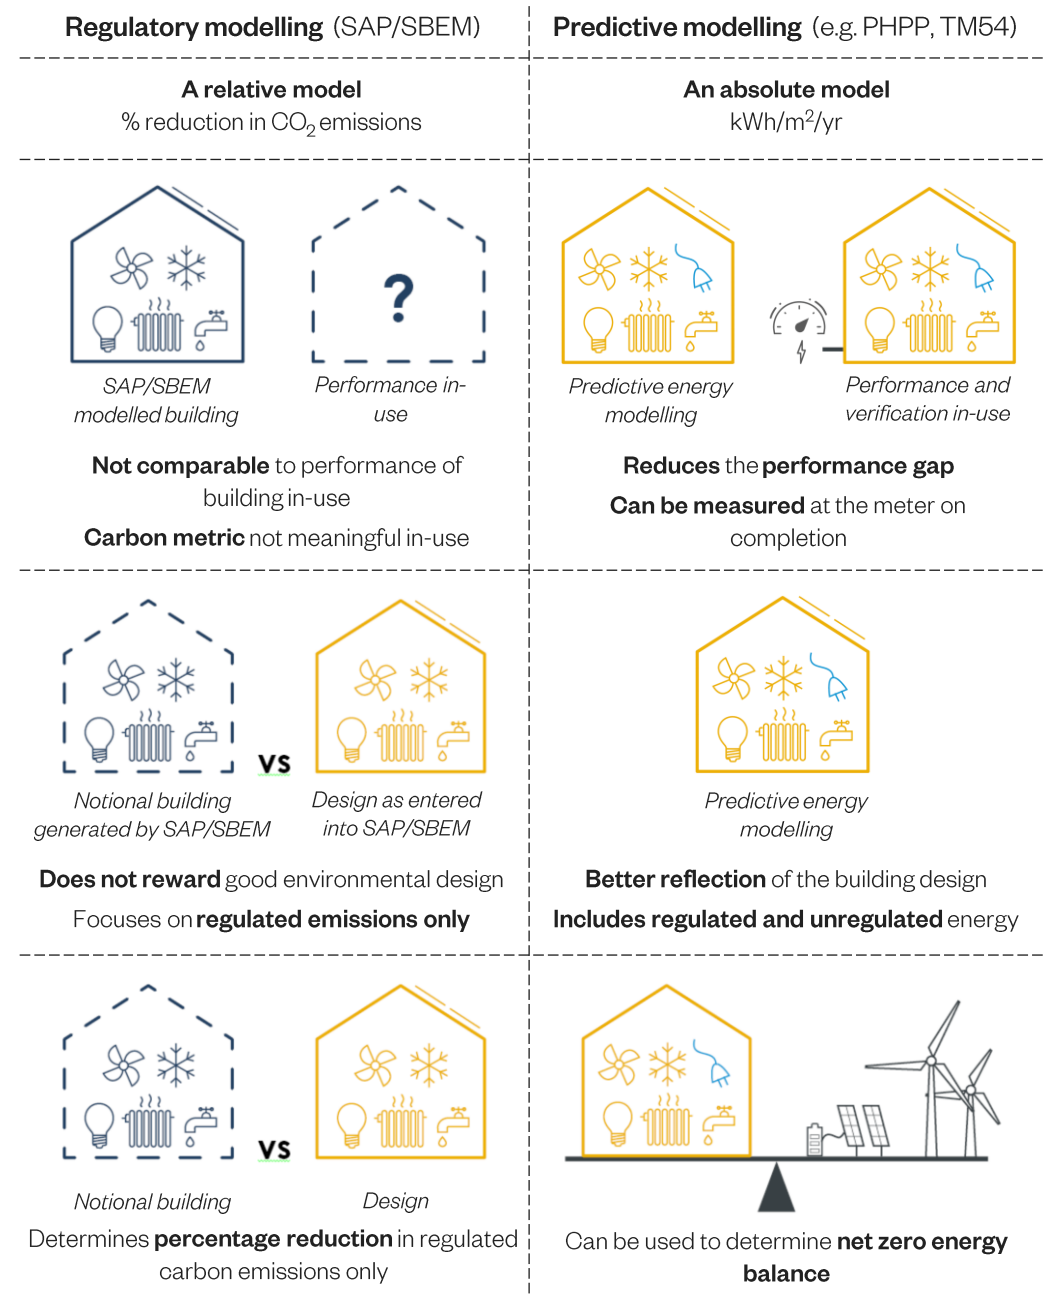 Regulatory modelling (SAP/SBEM)
Predictive modelling (e.g. PHPP, TM54)
A relative model
% reduction in CO2 emissions
An absolute model
kWh/m²/yr
?
SAP/SBEM
modelled building
Performance in-
use
Predictive energy
modelling
Performance and
verification in-use
Not comparable to performance of
building in-use
Carbon metric not meaningful in-use
Reduces the performance gap
Can be measured at the meter on
completion
vs
Notional building
generated by SAP/SBEM
Design as entered
into SAP/SBEM
Predictive energy
modelling
Does not reward good environmental design
Focuses on regulated emissions only
Better reflection of the building design
Includes regulated and unregulated energy
vs
Notional building
Design
Determines percentage reduction in regulated
carbon emissions only
Can be used to determine net zero energy
balance